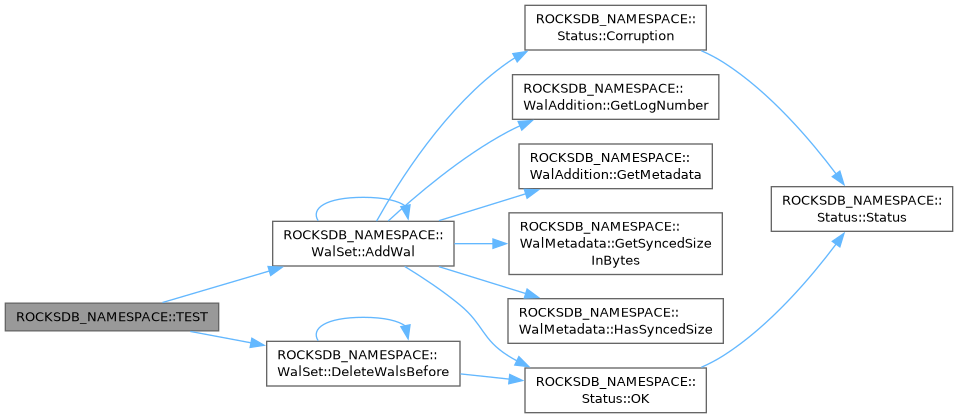 ROCKSDB_NAMESPACE::TEST
ROCKSDB_NAMESPACE::
WalSet::AddWal
ROCKSDB_NAMESPACE::
WalSet::DeleteWalsBefore
ROCKSDB_NAMESPACE::
Status::Corruption
ROCKSDB_NAMESPACE::
WalAddition::GetLogNumber
ROCKSDB_NAMESPACE::
WalAddition::GetMetadata
ROCKSDB_NAMESPACE::
WalMetadata::GetSyncedSize
InBytes
ROCKSDB_NAMESPACE::
WalMetadata::HasSyncedSize
ROCKSDB_NAMESPACE::
Status::OK
ROCKSDB_NAMESPACE::
Status::Status